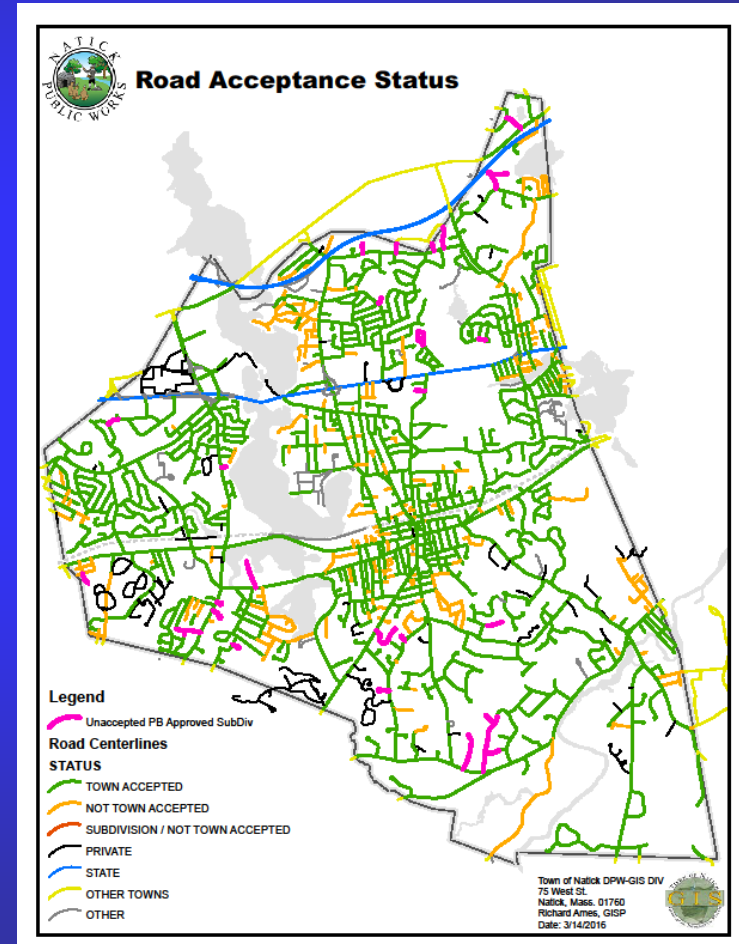 NATICK
PUBLIC WORKS
Road Acceptance Status
Legend
Unaccepted PB Approved SubDiv
Road Centerlines
STATUS
TOWN ACCEPTED
NOT TOWN ACCEPTED
SUBDIVISION / NOT TOWN ACCEPTED
PRIVATE
STATE
OTHER TOWNS
OTHER
Town of Natick DPW-GIS DIV
75 West St.
Natick, Mass. 01760
Richard Ames, GISP
Date: 3/14/2016
GIS